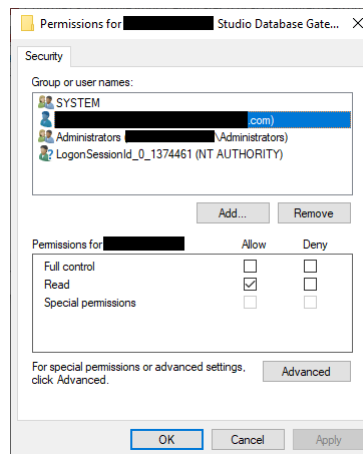 Permissions for Studio Database Gate...
Security
Group or user names:
SYSTEM
.com)
Administrators ( \Administrators)
LogonSessionId_0_1374461 (NT AUTHORITY)
Add... Remove
Permissions for Allow Deny
Full control
Read
Special permissions
For special permissions or advanced settings,
click Advanced.
Advanced
OK Cancel Apply